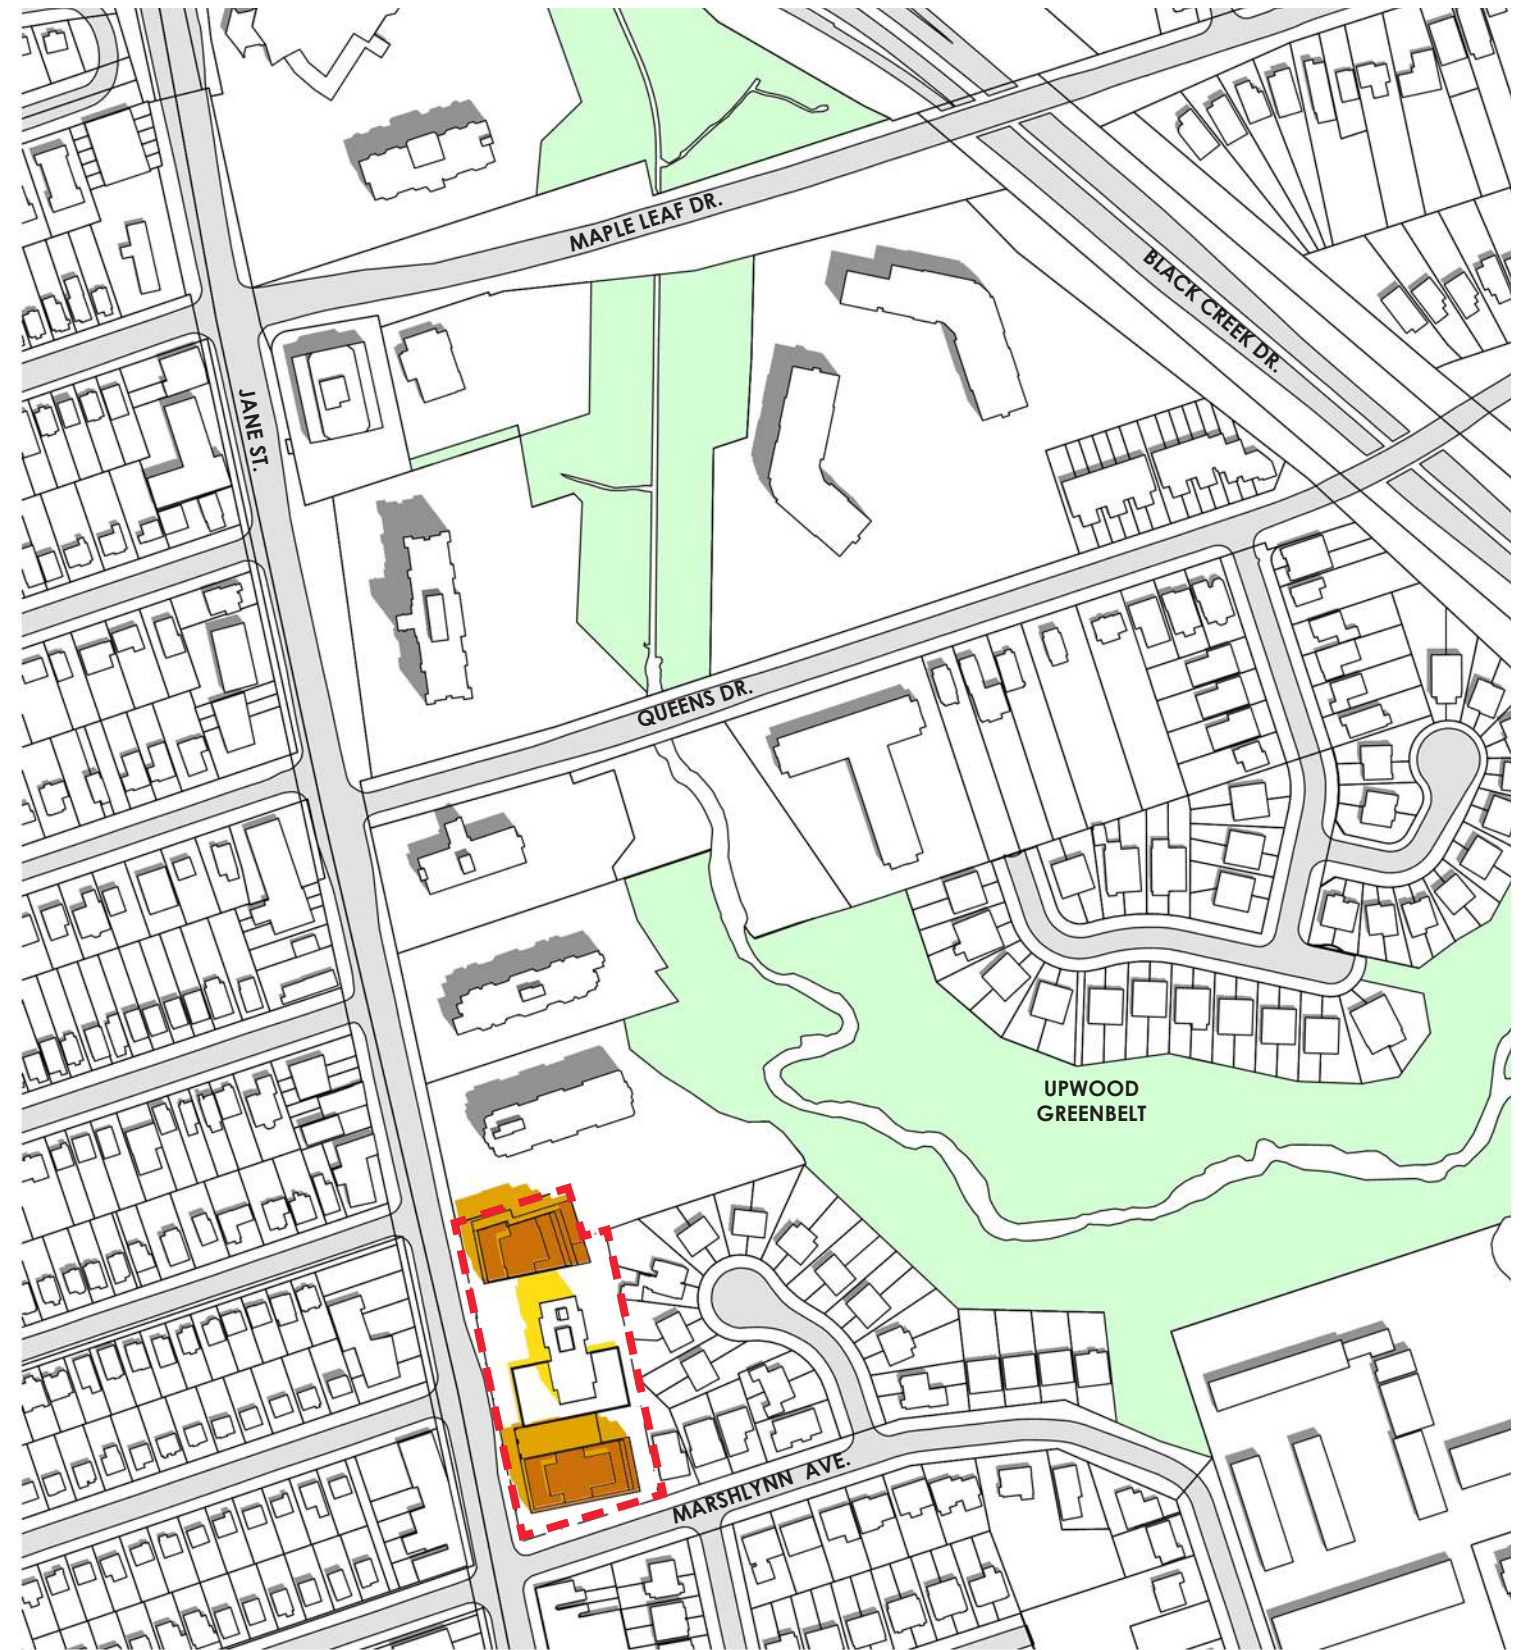 MAPLE LEAF DR.
BLACK CREEK DR.
JANE ST.
QUEENS DR.
UPWOOD
GREENBELT
MARSHLYNN AVE.